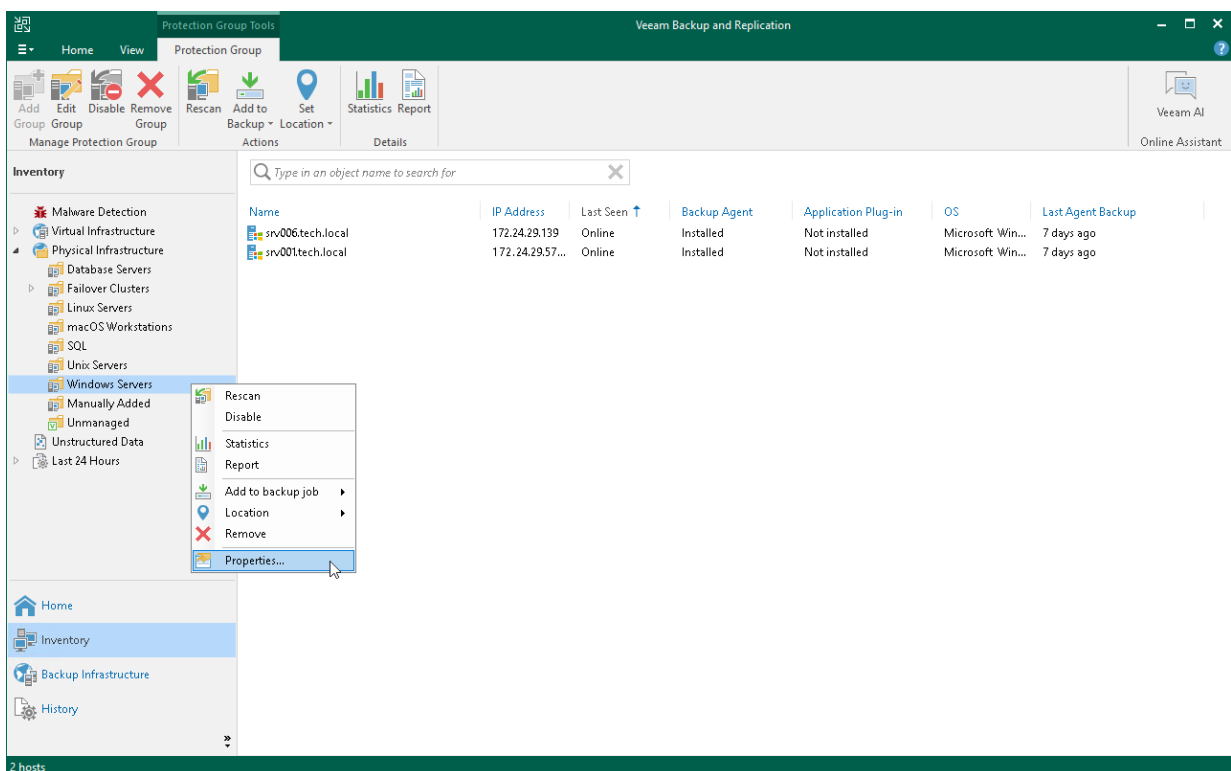 Protection Group Tools
Veeam Backup and Replication
Home View Protection Group
Add Group
Edit Group
Disable
Remove Group
Rescan
Add to Backup
Set Location
Statistics
Report
Veeam AI
Manage Protection Group
Actions
Details
Online Assistant
Inventory
Type in an object name to search for
Name IP Address Last Seen Backup Agent Application Plug-in OS Last Agent Backup
srv006.tech.local 172.24.29.139 Online Installed Not installed Microsoft Win... 7 days ago
srv001.tech.local 172.24.29.57... Online Installed Not installed Microsoft Win... 7 days ago
Malware Detection
Virtual Infrastructure
Physical Infrastructure
Database Servers
Failover Clusters
Linux Servers
macOS Workstations
SQL
Unix Servers
Windows Servers
Manually Added
Unmanaged
Unstructured Data
Last 24 Hours
Rescan
Disable
Statistics
Report
Add to backup job
Location
Remove
Properties...
Home
Inventory
Backup Infrastructure
History
2 hosts